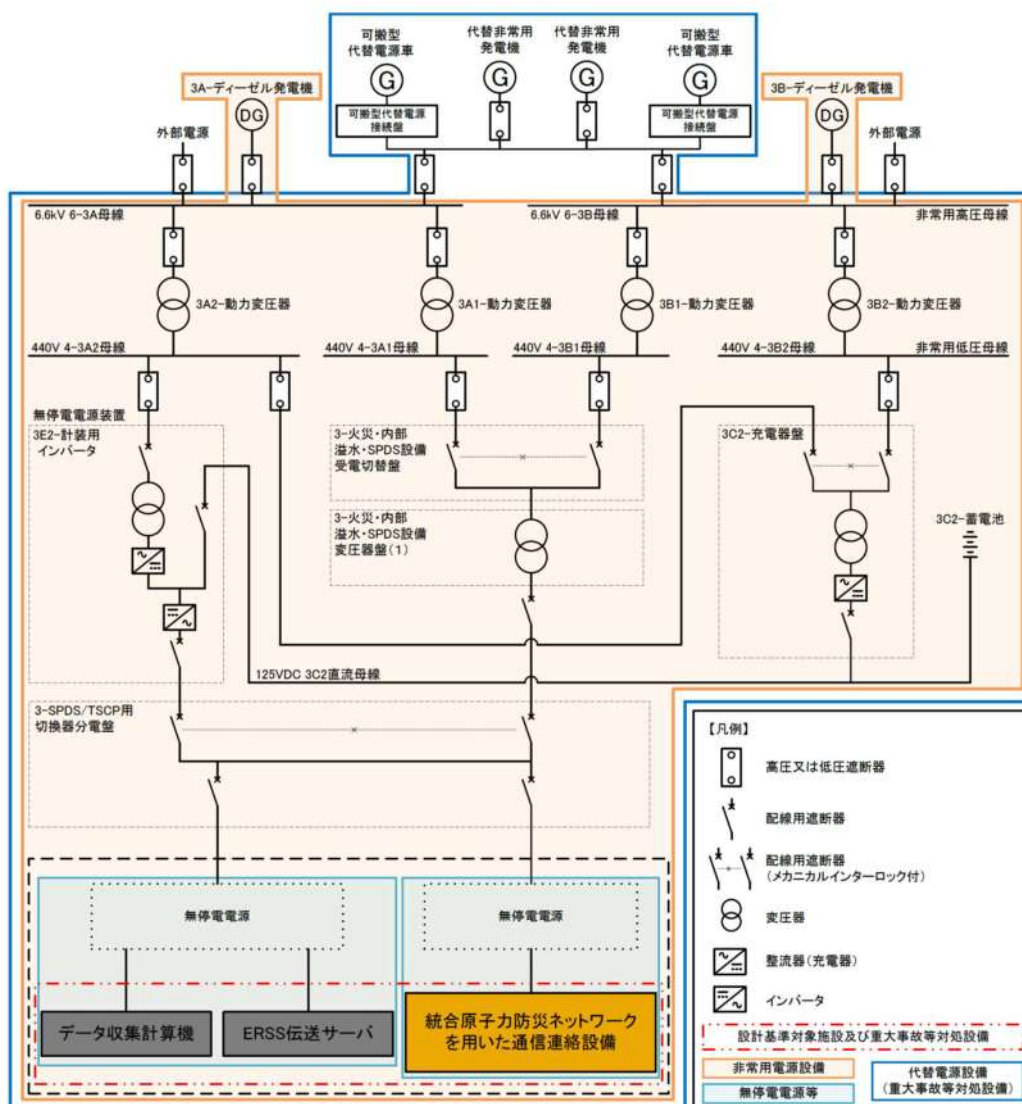 可搬型
代替電源車
代替非常用
発電機
代替非常用
発電機
可搬型
代替電源車
G
G
G
G
3A-ディーゼル発電機
3B-ディーゼル発電機
DG
DG
可搬型代替電源
接続盤
可搬型代替電源
接続盤
外部電源
外部電源
6.6kV 6-3A母線
6.6kV 6-3B母線
非常用高圧母線
3A2-動力変圧器
3A1-動力変圧器
3B1-動力変圧器
3B2-動力変圧器
440V 4-3A2母線
440V 4-3A1母線
440V 4-3B1母線
440V 4-3B2母線
非常用低圧母線
無停電電源装置
3E2-計装用
インバータ
3-火災・内部
溢水・SPDS設備
受電切替盤
3C2-充電器盤
3-火災・内部
溢水・SPDS設備
変圧器盤(1)
3C2-蓄電池
125VDC 3C2直流母線
3-SPDS/TSCP用
切換器分電盤
無停電電源
無停電電源
データ収集計算機
ERSS伝送サーバ
統合原子力防災ネットワーク
を用いた通信連絡設備
【凡例】
高圧又は低圧遮断器
配線用遮断器
配線用遮断器
(メカニカルインターロック付)
変圧器
整流器(充電器)
インバータ
設計基準対象施設及び重大事故等対処設備
非常用電源設備
無停電電源等
代替電源設備
(重大事故等対処設備)